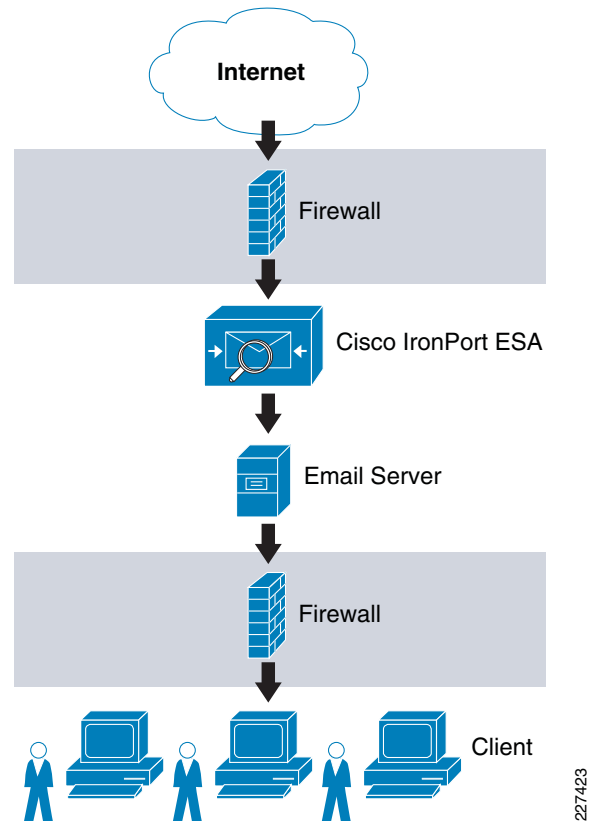 Internet
Firewall
Cisco IronPort ESA
Email Server
Firewall
Client
227423